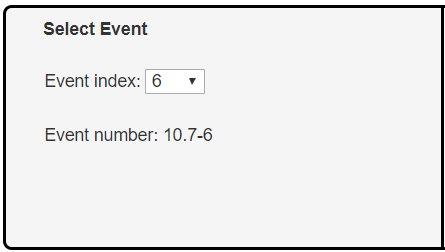 Select Event
Event index: 6
Event number: 10.7-6